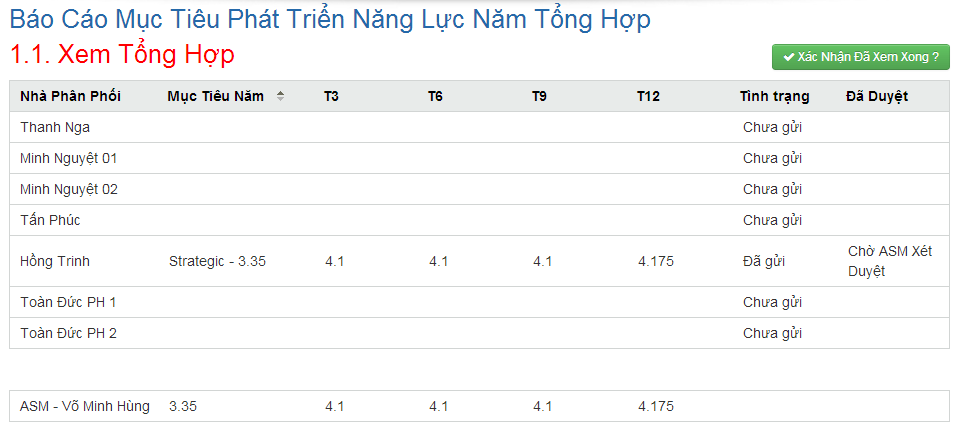 Báo Cáo Mục Tiêu Phát Triển Năng Lực Năm Tổng Hợp
1.1. Xem Tổng Hợp
Xác Nhận Đã Xem Xong ?
Nhà Phân Phối Mục Tiêu Năm T3 T6 T9 T12 Tình trạng Đã Duyệt
Thanh Nga Chưa gửi
Minh Nguyệt 01 Chưa gửi
Minh Nguyệt 02 Chưa gửi
Tấn Phúc Chưa gửi
Hồng Trinh Strategic - 3.35 4.1 4.1 4.1 4.175 Đã gửi Chờ ASM Xét
Duyệt
Toàn Đức PH 1 Chưa gửi
Toàn Đức PH 2 Chưa gửi
ASM - Võ Minh Hùng 3.35 4.1 4.1 4.1 4.175